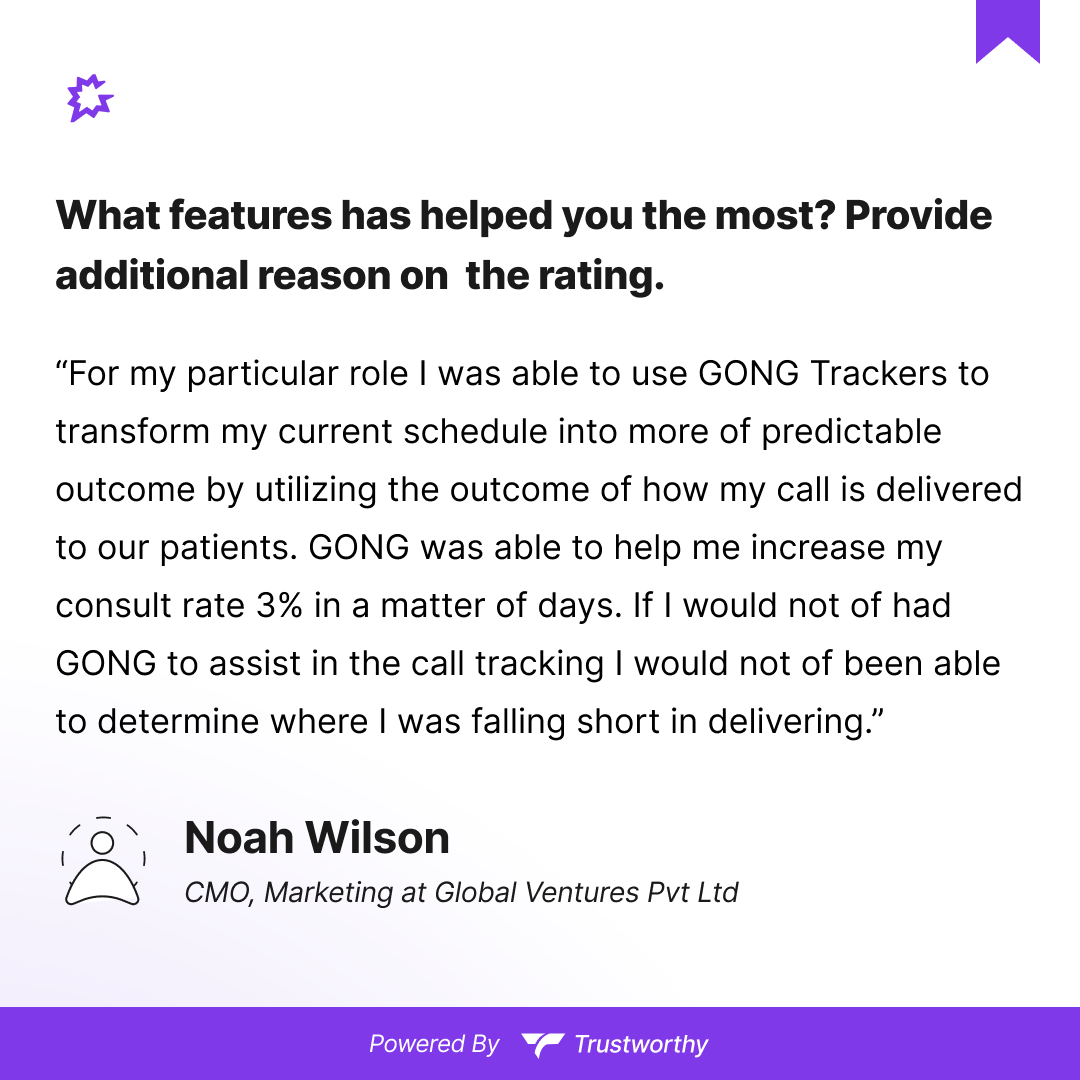 What features has helped you the most? Provide
additional reason on  the rating.
“For my particular role I was able to use GONG Trackers to
transform my current schedule into more of predictable
outcome by utilizing the outcome of how my call is delivered
to our patients. GONG was able to help me increase my
consult rate 3% in a matter of days. If I would not of had
GONG to assist in the call tracking I would not of been able
to determine where I was falling short in delivering.”
Noah Wilson
CMO, Marketing at Global Ventures Pvt Ltd
Powered By Trustworthy